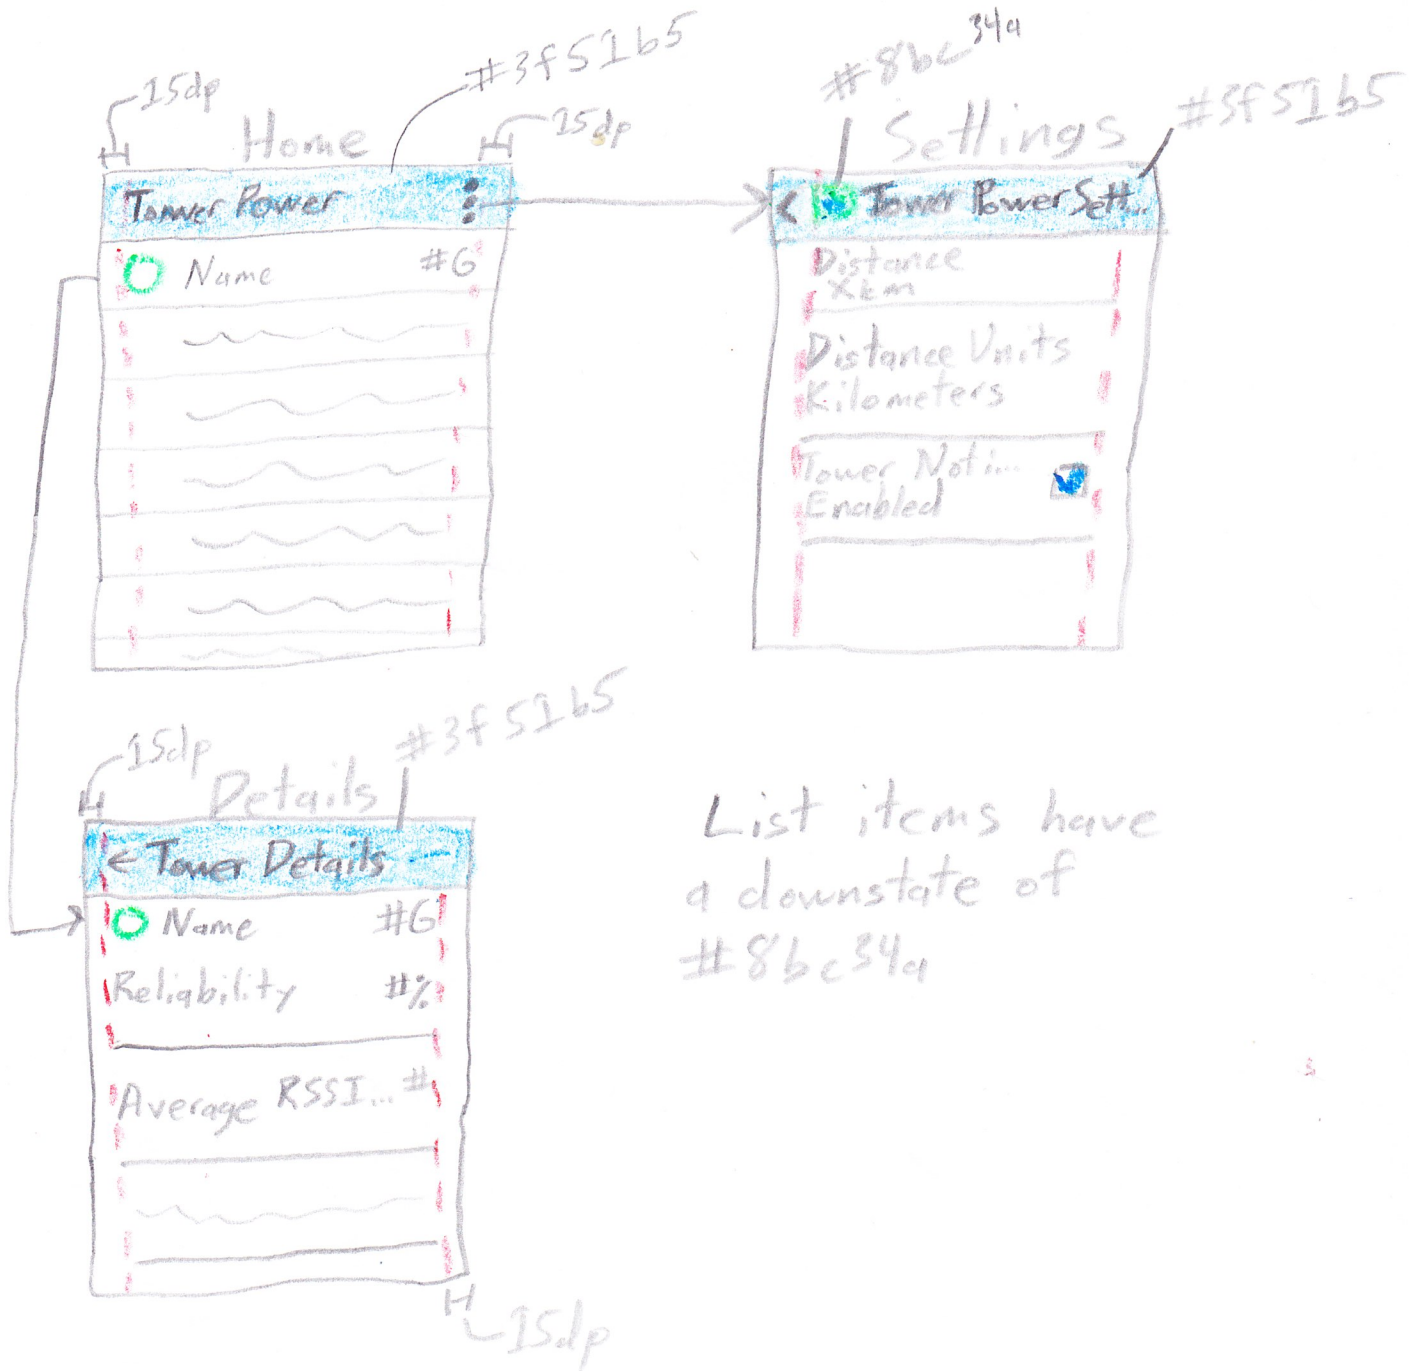 #3f51b5
15dp
15dp
Home
Tower Power
Name #G
#8bc34a
#3f51b5
Settings
< Tower Power Sett...
Distance
Xkm
Distance Units
Kilometers
Tower Noti...
Enabled
15dp
#3f51b5
Details
← Tower Details
Name #G
Reliability #%
Average RSSI... #
15dp
List items have
a downstate of
#8bc34a